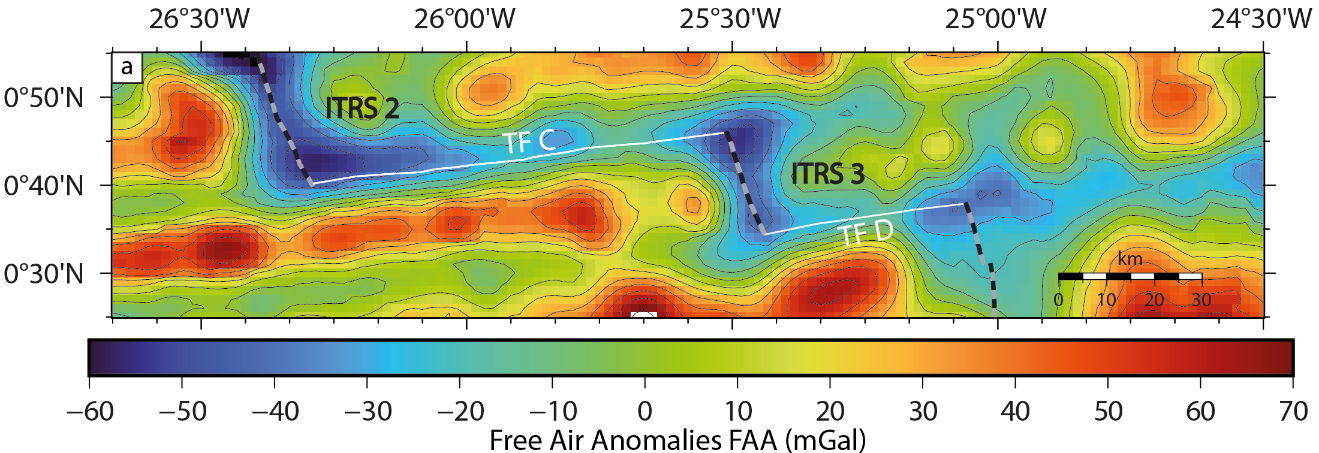 26°30'W 26°00'W 25°30'W 25°00'W 24°30'W
a
0°50'N
ITRS 2
TF C
0°40'N
ITRS 3
TF D
0°30'N
km
0 10 20 30
−60 −50 −40 −30 −20 −10 0 10 20 30 40 50 60 70
Free Air Anomalies FAA (mGal)